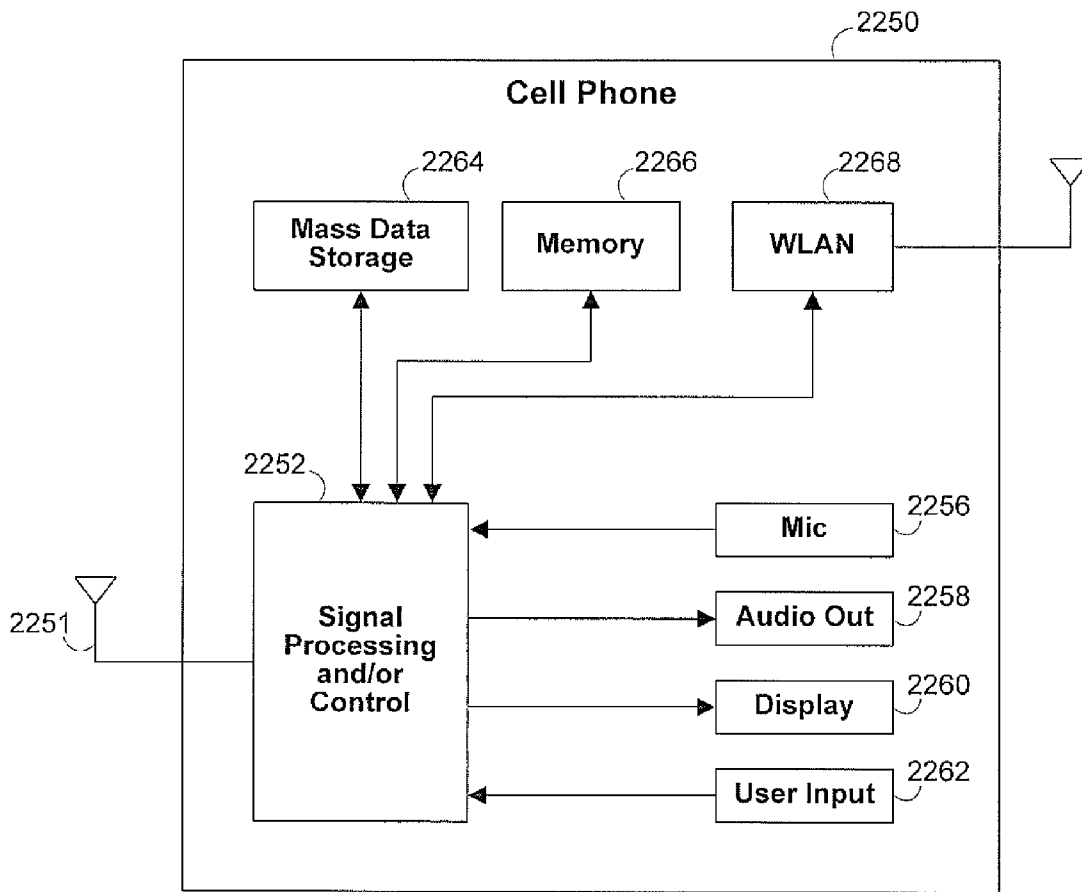 2250
Cell Phone
2264
2266
2268
Mass Data
Storage
Memory
WLAN
2252
2256
Mic
2258
Audio Out
2251
Signal
Processing
and/or
Control
2260
Display
2262
User Input